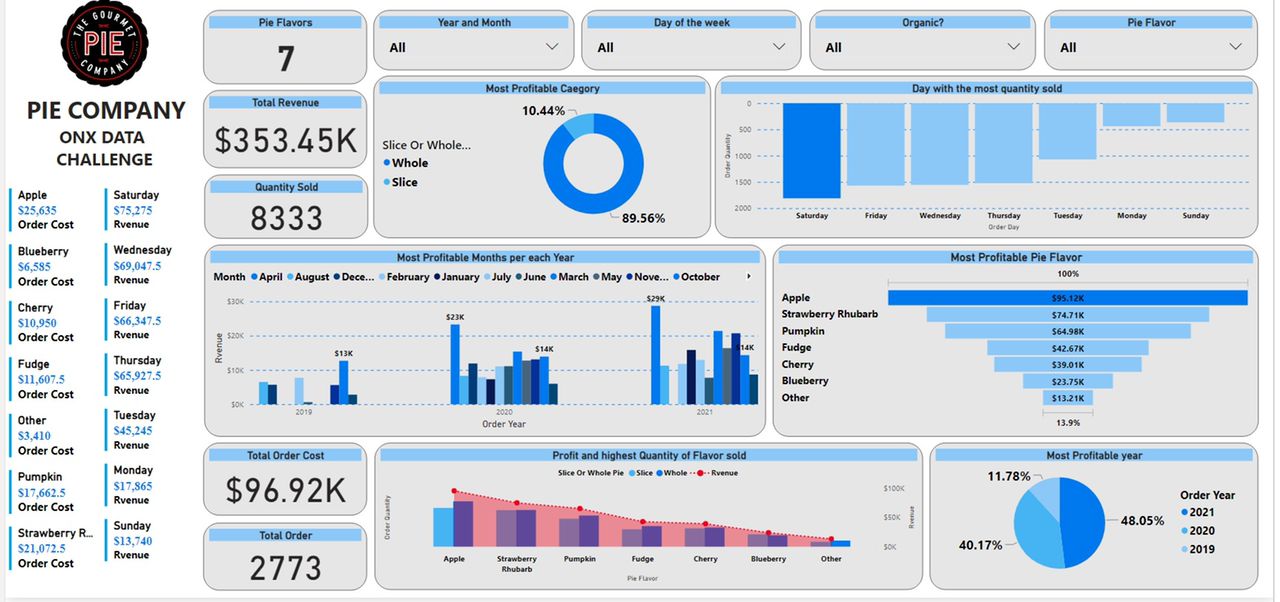 THE GOURMET
PIE
COMPANY
PIE COMPANY
ONX DATA
CHALLENGE
Apple
$25,635
Order Cost
Blueberry
$6,585
Order Cost
Cherry
$10,950
Order Cost
Fudge
$11,607.5
Order Cost
Other
$3,410
Order Cost
Pumpkin
$17,662.5
Order Cost
Strawberry R...
$21,072.5
Order Cost
Saturday
$75,275
Rvenue
Wednesday
$69,047.5
Rvenue
Friday
$66,347.5
Rvenue
Thursday
$65,927.5
Rvenue
Tuesday
$45,245
Rvenue
Monday
$17,865
Rvenue
Sunday
$13,740
Rvenue
Pie Flavors
7
Total Revenue
$353.45K
Quantity Sold
8333
Year and Month
All
Day of the week
All
Organic?
All
Pie Flavor
All
Most Profitable Caegory
Slice Or Whole...
Whole
Slice
10.44%
89.56%
Day with the most quantity sold
Order Quantity
0
500
1000
1500
2000
Saturday Friday Wednesday Thursday Tuesday Monday Sunday
Order Day
Most Profitable Months per each Year
Month April August Dece... February January July June March May Nove... October
Rvenue
$30K
$20K
$10K
$0K
$13K
$23K
$14K
$29K
$14K
2019 2020 2021
Order Year
Most Profitable Pie Flavor
100%
Apple $95.12K
Strawberry Rhubarb $74.71K
Pumpkin $64.98K
Fudge $42.67K
Cherry $39.01K
Blueberry $23.75K
Other $13.21K
13.9%
Total Order Cost
$96.92K
Total Order
2773
Profit and highest Quantity of Flavor sold
Slice Or Whole Pie Slice Whole Rvenue
Order Quantity
$100K
$50K
$0K
Rvenue
Apple Strawberry Pumpkin Fudge Cherry Blueberry Other
Rhubarb
Pie Flavor
Most Profitable year
11.78%
48.05%
40.17%
Order Year
2021
2020
2019